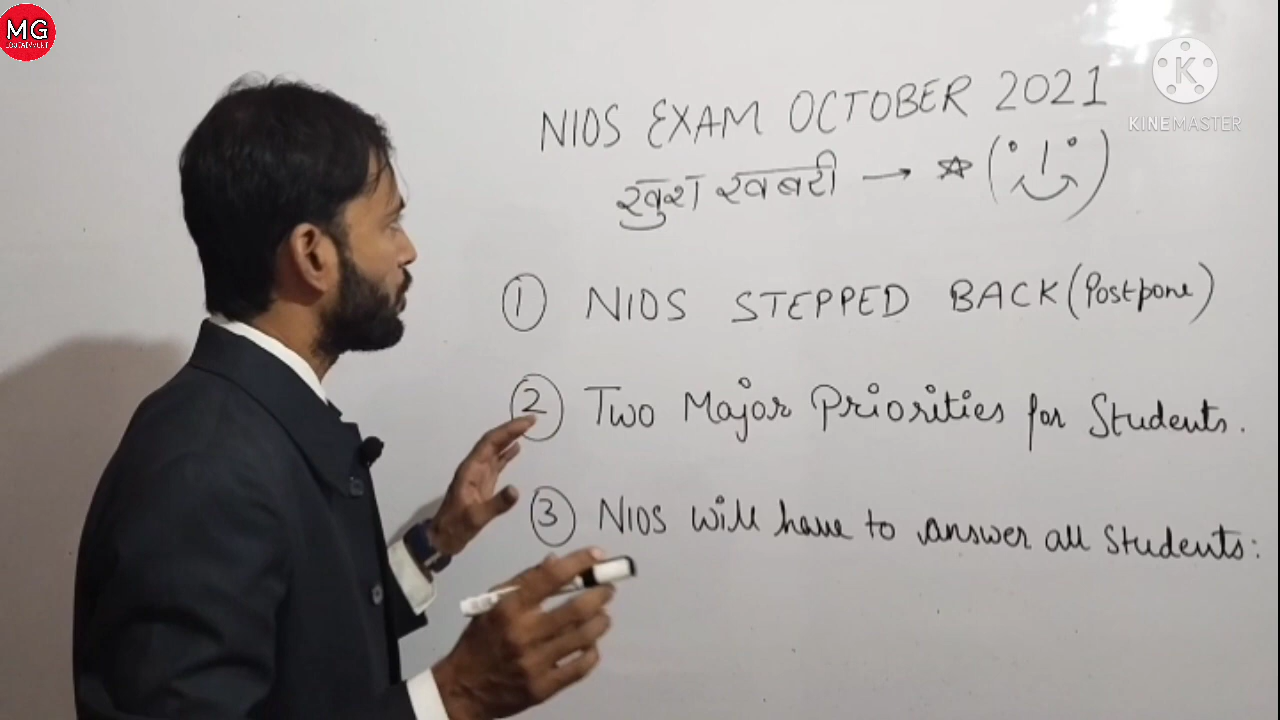 MG
KINEMASTER
NIOS EXAM OCTOBER 2021
खुश खबरी →
① NIOS STEPPED BACK (Postpone)
② Two Major Priorities for Students.
③ NIOS will have to answer all Students: